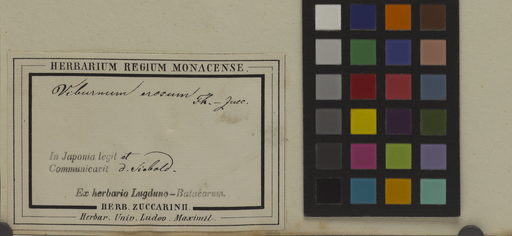 HERBARIUM REGIUM MONACENSE.
Viburnum erosum Th. – Zucc.
In Japonia legit et
Communicavit d. Siebold.
Ex herbario Lugduno-Batavorum.
HERB. ZUCCARINII.
Herbar. Univ. Ludov. Maximil.